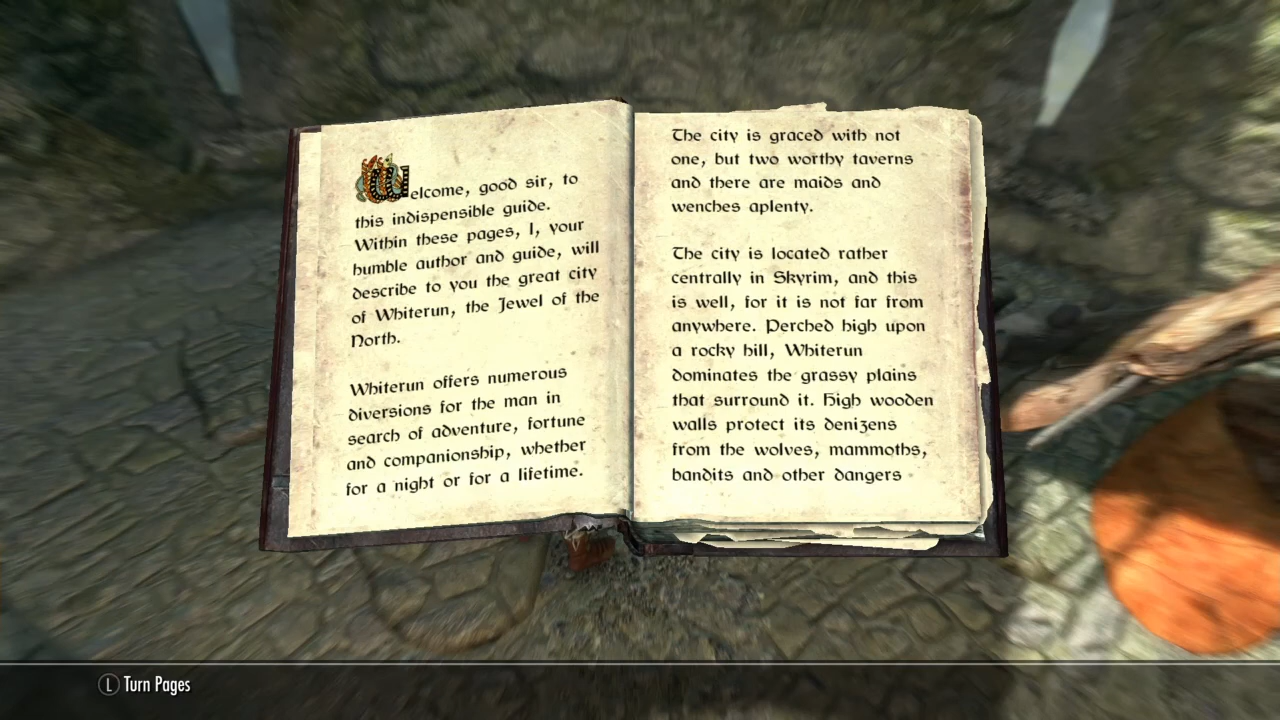 Welcome, good sir, to
this indispensible guide.
Within these pages, I, your
humble author and guide, will
describe to you the great city
of Whiterun, the Jewel of the
North.
Whiterun offers numerous
diversions for the man in
search of adventure, fortune
and companionship, whether
for a night or for a lifetime.
The city is graced with not
one, but two worthy taverns
and there are maids and
wenches aplenty.
The city is located rather
centrally in Skyrim, and this
is well, for it is not far from
anywhere. Perched high upon
a rocky hill, Whiterun
dominates the grassy plains
that surround it. High wooden
walls protect its denizens
from the wolves, mammoths,
bandits and other dangers
L Turn Pages